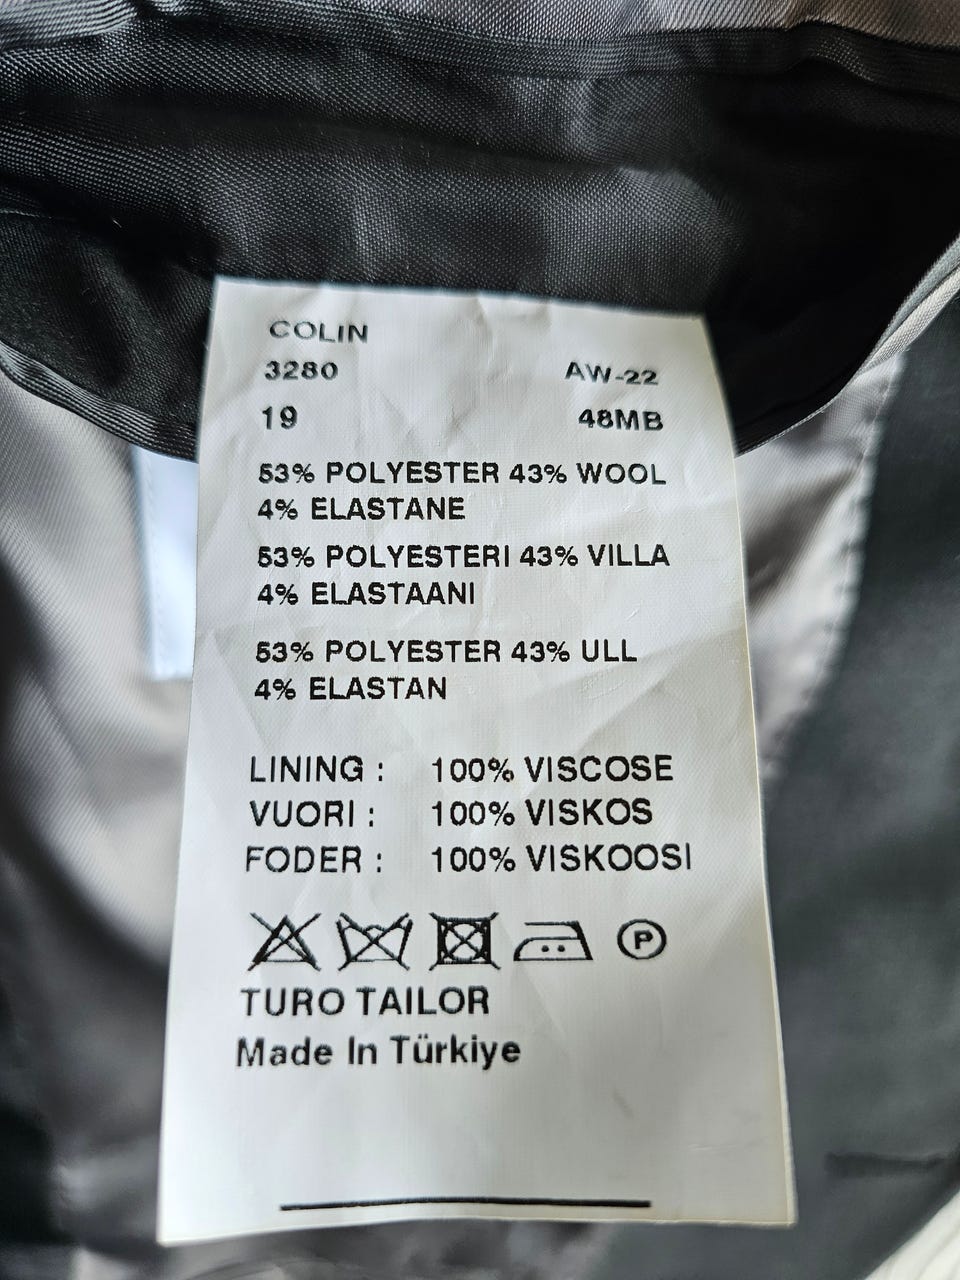 COLIN
3280 AW-22
19 48MB
53% POLYESTER 43% WOOL
4% ELASTANE
53% POLYESTERI 43% VILLA
4% ELASTAANI
53% POLYESTER 43% ULL
4% ELASTAN
LINING : 100% VISCOSE
VUORI : 100% VISKOS
FODER : 100% VISKOOSI
P
TURO TAILOR
Made In Türkiye